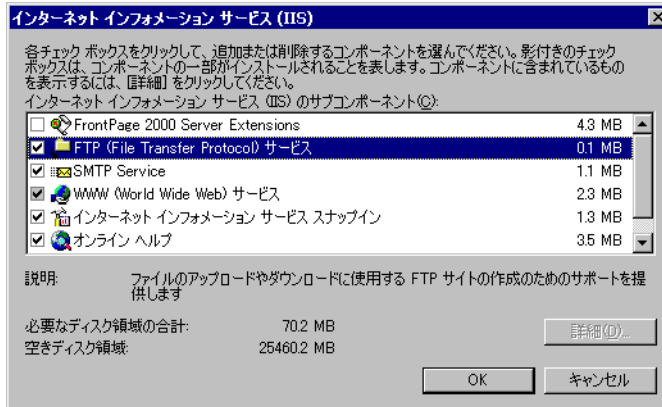 インターネット インフォメーション サービス (IIS)
各チェック ボックスをクリックして、追加または削除するコンポーネントを選んでください。影付きのチェック
ボックスは、コンポーネントの一部がインストールされることを表します。コンポーネントに含まれているもの
を表示するには、[詳細] をクリックしてください。
インターネット インフォメーション サービス (IIS) のサブコンポーネント(C):
FrontPage 2000 Server Extensions 4.3 MB
FTP (File Transfer Protocol) サービス 0.1 MB
SMTP Service 1.1 MB
WWW (World Wide Web) サービス 2.3 MB
インターネット インフォメーション サービス スナップイン 1.3 MB
オンライン ヘルプ 3.5 MB
説明: ファイルのアップロードやダウンロードに使用する FTP サイトの作成のためのサポートを提
供します
必要なディスク領域の合計: 70.2 MB
空きディスク領域: 25460.2 MB
詳細(D)...
OK キャンセル